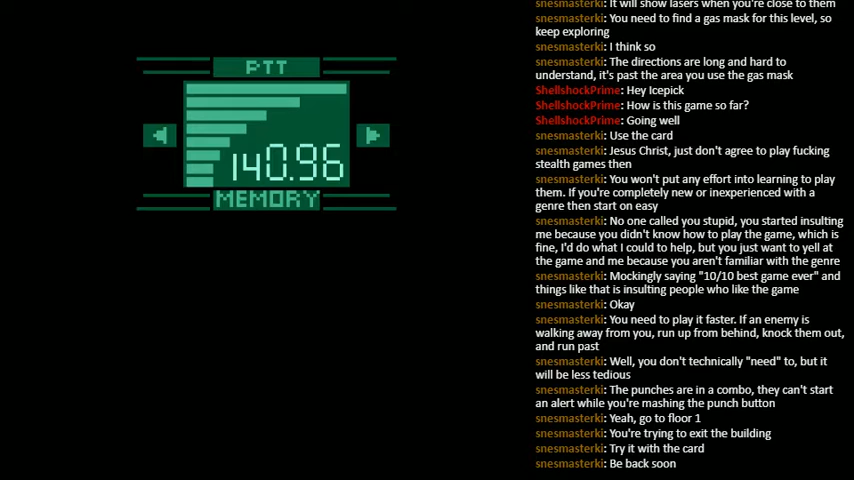 PTT
140.96
MEMORY
snesmasterki: It will show lasers when you're close to them
snesmasterki: You need to find a gas mask for this level, so
keep exploring
snesmasterki: I think so
snesmasterki: The directions are long and hard to
understand, it's past the area you use the gas mask
ShellshockPrime: Hey Icepick
ShellshockPrime: How is this game so far?
ShellshockPrime: Going well
snesmasterki: Use the card
snesmasterki: Jesus Christ, just don't agree to play fucking
stealth games then
snesmasterki: You won't put any effort into learning to play
them. If you're completely new or inexperienced with a
genre then start on easy
snesmasterki: No one called you stupid, you started insulting
me because you didn't know how to play the game, which is
fine, I'd do what I could to help, but you just want to yell at
the game and me because you aren't familiar with the genre
snesmasterki: Mockingly saying "10/10 best game ever" and
things like that is insulting people who like the game
snesmasterki: Okay
snesmasterki: You need to play it faster. If an enemy is
walking away from you, run up from behind, knock them out,
and run past
snesmasterki: Well, you don't technically "need" to, but it
will be less tedious
snesmasterki: The punches are in a combo, they can't start
an alert while you're mashing the punch button
snesmasterki: Yeah, go to floor 1
snesmasterki: You're trying to exit the building
snesmasterki: Try it with the card
snesmasterki: Be back soon